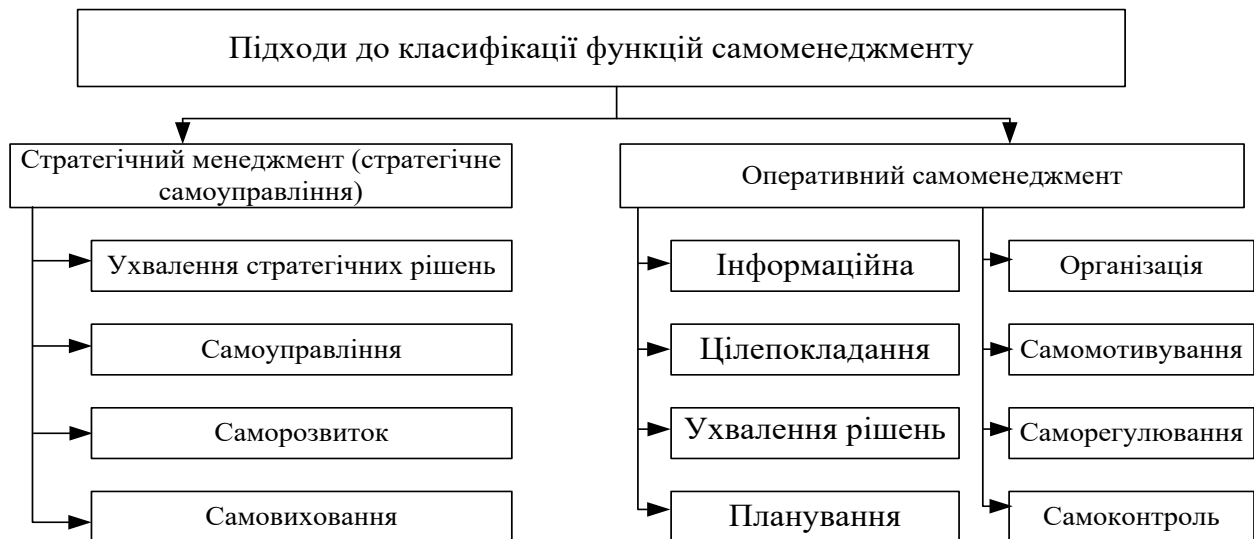 Підходи до класифікації функцій самоменеджменту
Стратегічний менеджмент (стратегічне
самоуправління)
Ухвалення стратегічних рішень
Самоуправління
Саморозвиток
Самовиховання
Оперативний самоменеджмент
Інформаційна
Цілепокладання
Ухвалення рішень
Планування
Організація
Самомотивування
Саморегулювання
Самоконтроль